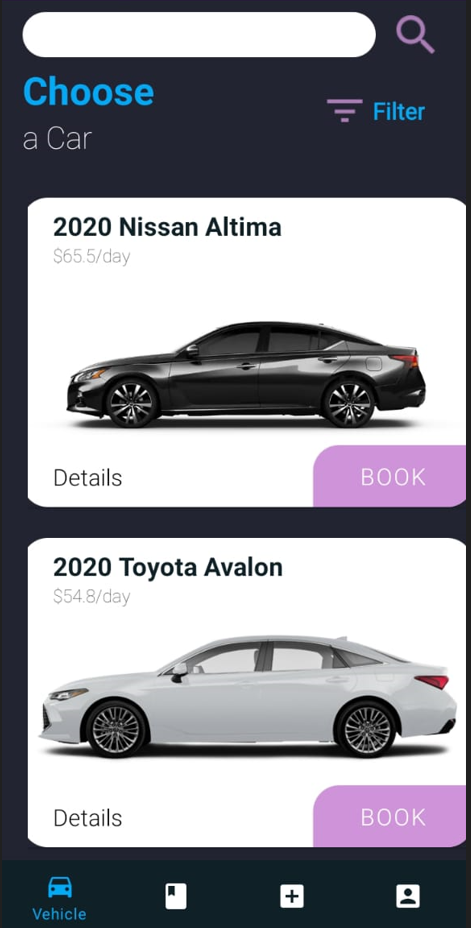 Choose
Filter
a Car
2020 Nissan Altima
$65.5/day
Details
BOOK
2020 Toyota Avalon
$54.8/day
Details
BOOK
Vehicle